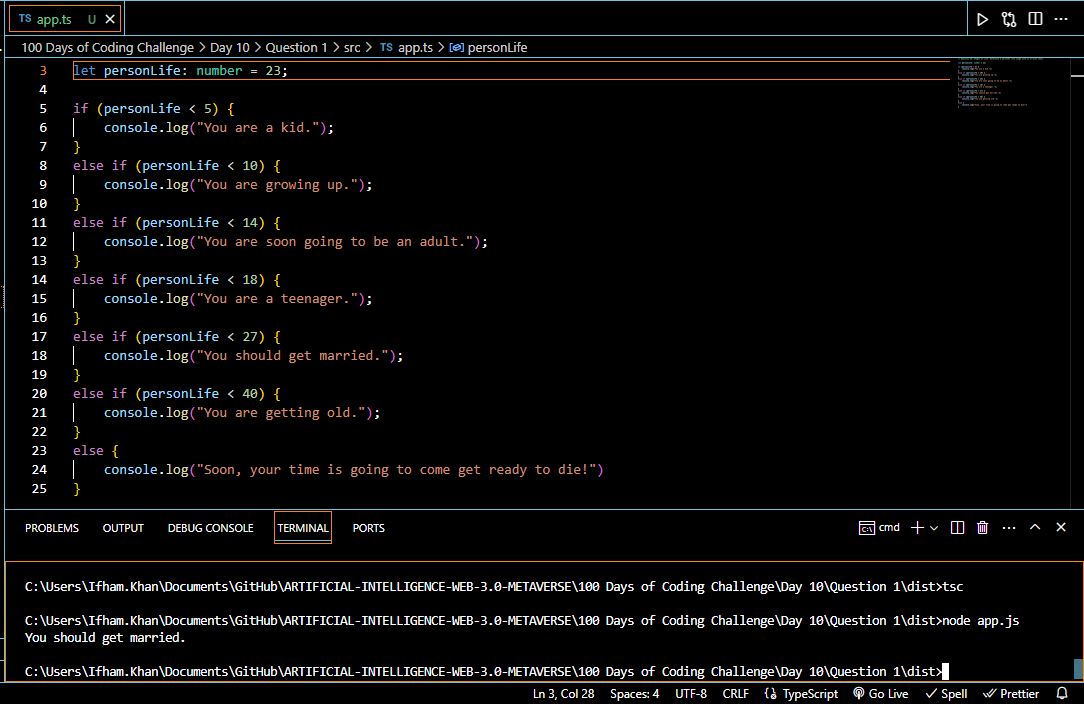 TS app.ts U
100 Days of Coding Challenge > Day 10 > Question 1 > src > TS app.ts > personLife
3 let personLife: number = 23;
4
5 if (personLife < 5) {
6 console.log("You are a kid.");
7 }
8 else if (personLife < 10) {
9 console.log("You are growing up.");
10 }
11 else if (personLife < 14) {
12 console.log("You are soon going to be an adult.");
13 }
14 else if (personLife < 18) {
15 console.log("You are a teenager.");
16 }
17 else if (personLife < 27) {
18 console.log("You should get married.");
19 }
20 else if (personLife < 40) {
21 console.log("You are getting old.");
22 }
23 else {
24 console.log("Soon, your time is going to come get ready to die!")
25 }
PROBLEMS OUTPUT DEBUG CONSOLE TERMINAL PORTS cmd
C:\Users\Ifham.Khan\Documents\GitHub\ARTIFICIAL-INTELLIGENCE-WEB-3.0-METAVERSE\100 Days of Coding Challenge\Day 10\Question 1\dist>tsc
C:\Users\Ifham.Khan\Documents\GitHub\ARTIFICIAL-INTELLIGENCE-WEB-3.0-METAVERSE\100 Days of Coding Challenge\Day 10\Question 1\dist>node app.js
You should get married.
C:\Users\Ifham.Khan\Documents\GitHub\ARTIFICIAL-INTELLIGENCE-WEB-3.0-METAVERSE\100 Days of Coding Challenge\Day 10\Question 1\dist>
Ln 3, Col 28 Spaces: 4 UTF-8 CRLF TypeScript Go Live Spell Prettier